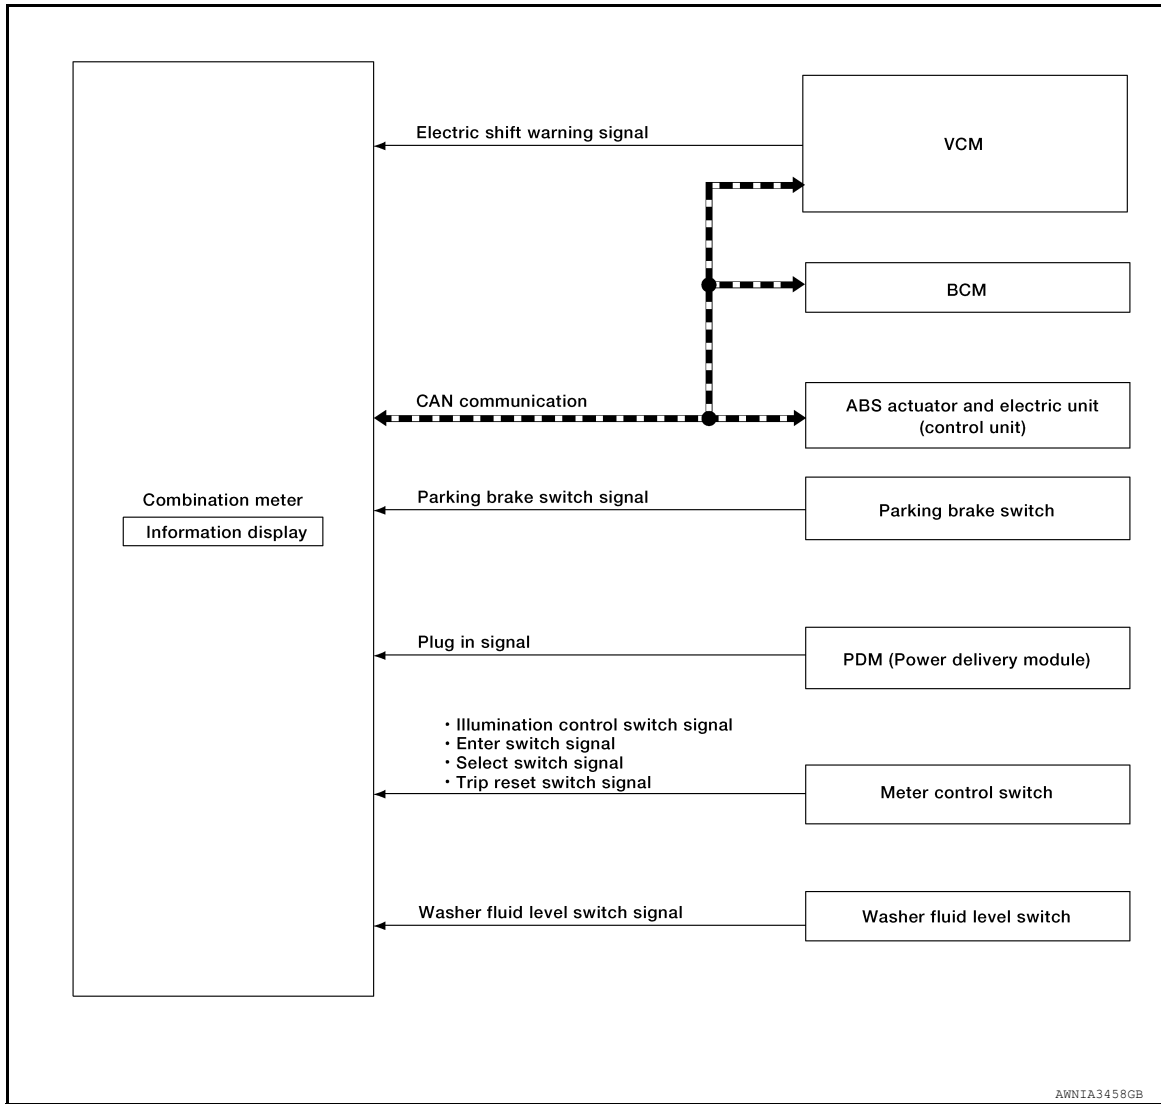 Electric shift warning signal
VCM
BCM
CAN communication
ABS actuator and electric unit
(control unit)
Combination meter
Information display
Parking brake switch signal
Parking brake switch
Plug in signal
PDM (Power delivery module)
· Illumination control switch signal
· Enter switch signal
· Select switch signal
· Trip reset switch signal
Meter control switch
Washer fluid level switch signal
Washer fluid level switch
AWNIA3458GB